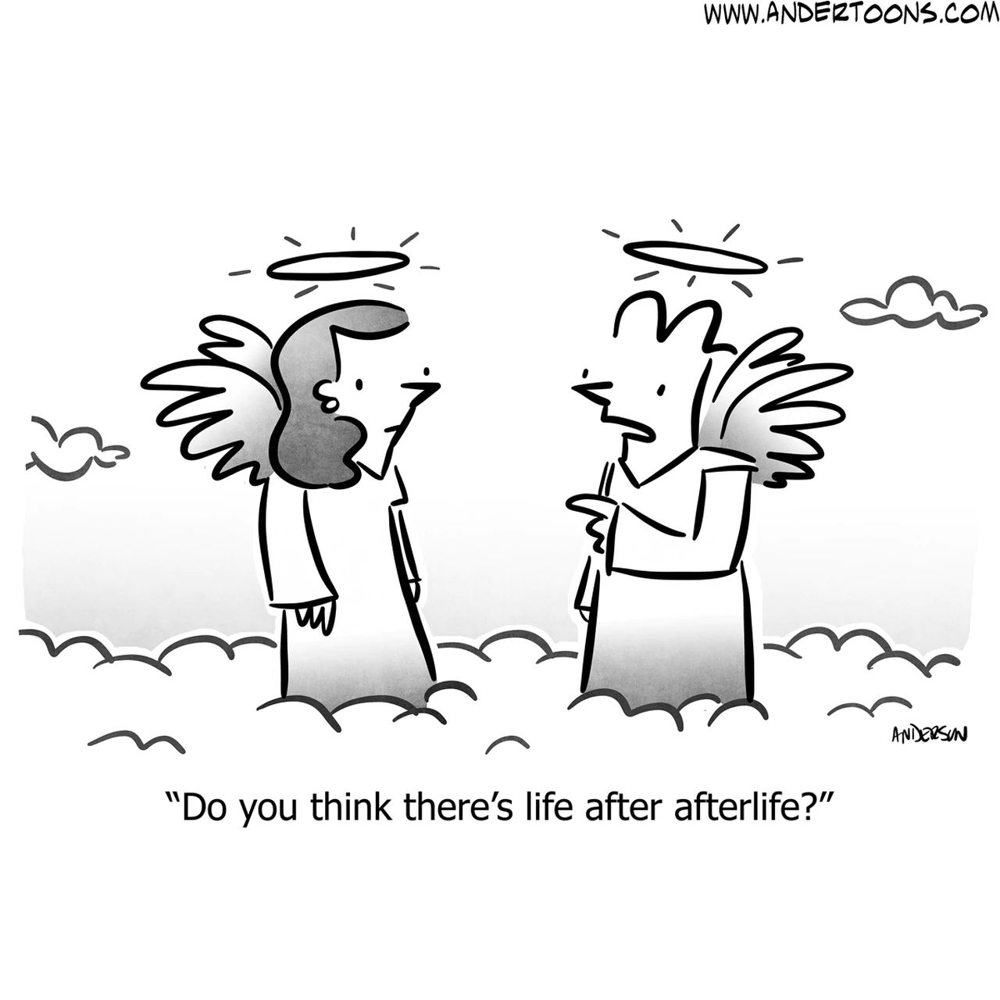 WWW.ANDERTOONS.COM
ANDERSON
“Do you think there’s life after afterlife?”